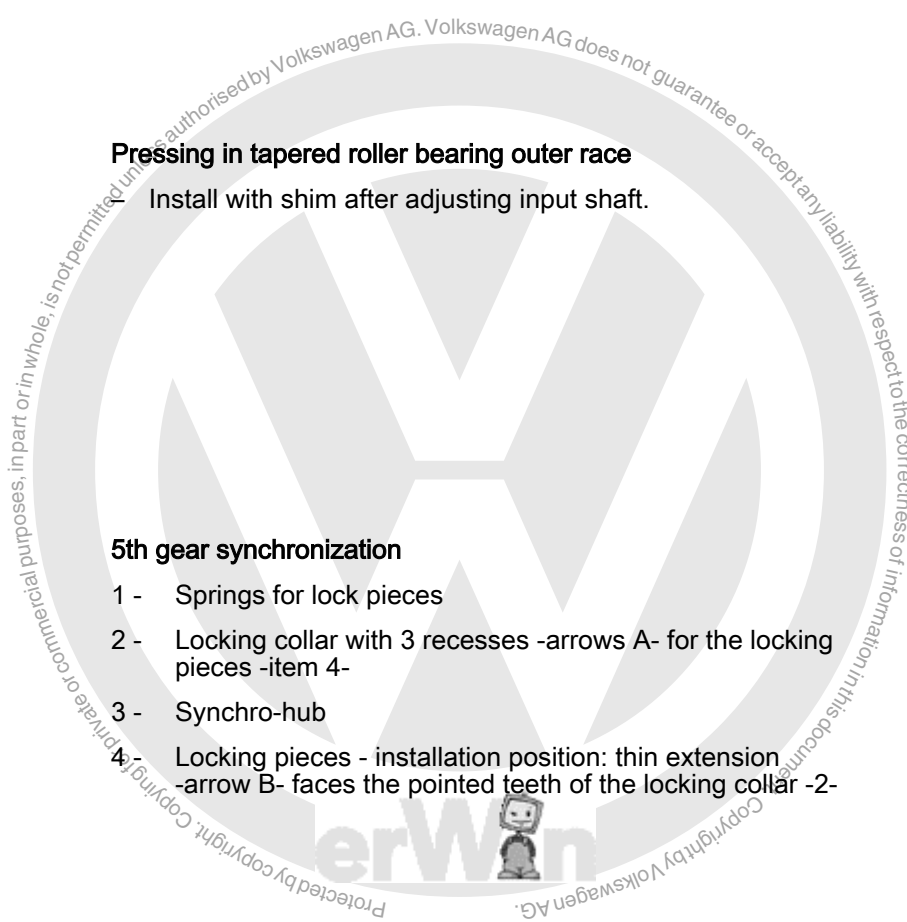 Protected by copyright. Copying for private or commercial purposes, in part or in whole, is not permitted unless authorised by Volkswagen AG. Volkswagen AG does not guarantee or accept any liability with respect to the correctness of information in this document. Copyright by Volkswagen AG.
Pressing in tapered roller bearing outer race
– Install with shim after adjusting input shaft.
5th gear synchronization
1 - Springs for lock pieces
2 - Locking collar with 3 recesses -arrows A- for the locking
pieces -item 4-
3 - Synchro-hub
4 - Locking pieces - installation position: thin extension
-arrow B- faces the pointed teeth of the locking collar -2-
erWin